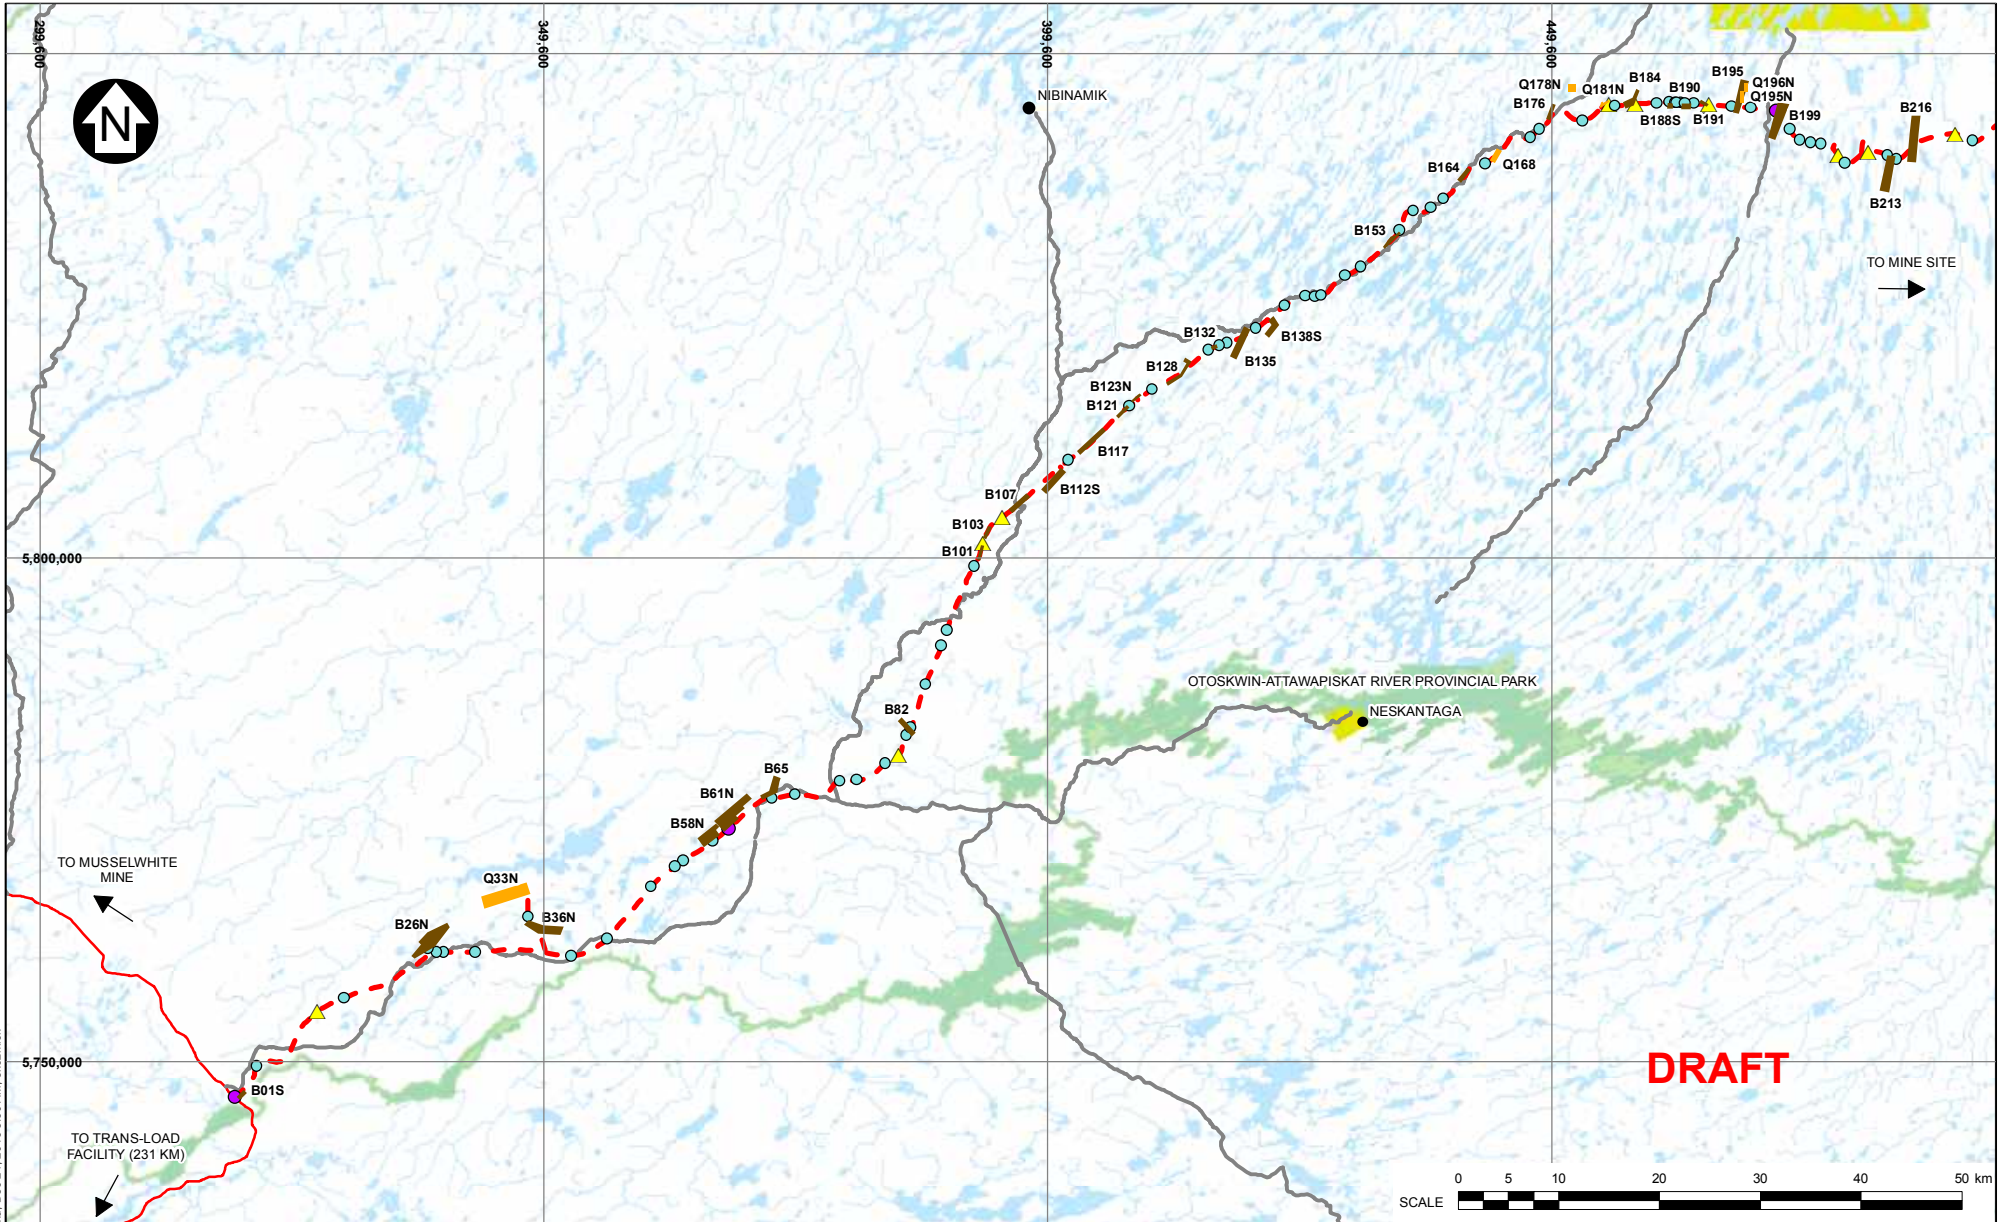 299,600
349,600
399,600
449,600
N
NIBINAMIK
Q178N
Q181N
B184
B190
B195
Q196N
Q195N
B176
B188S
B191
B199
B216
B164
Q168
B213
B153
TO MINE SITE
B132
B138S
B135
B128
B123N
B121
B117
B112S
B107
B103
B101
5,800,000
OTOSKWIN-ATTAWAPISKAT RIVER PROVINCIAL PARK
NESKANTAGA
B82
B65
B61N
B58N
TO MUSSELWHITE
MINE
Q33N
B36N
B26N
5,750,000
DRAFT
B01S
TO TRANS-LOAD
FACILITY (231 KM)
SCALE
0 5 10 20 30 40 50 km